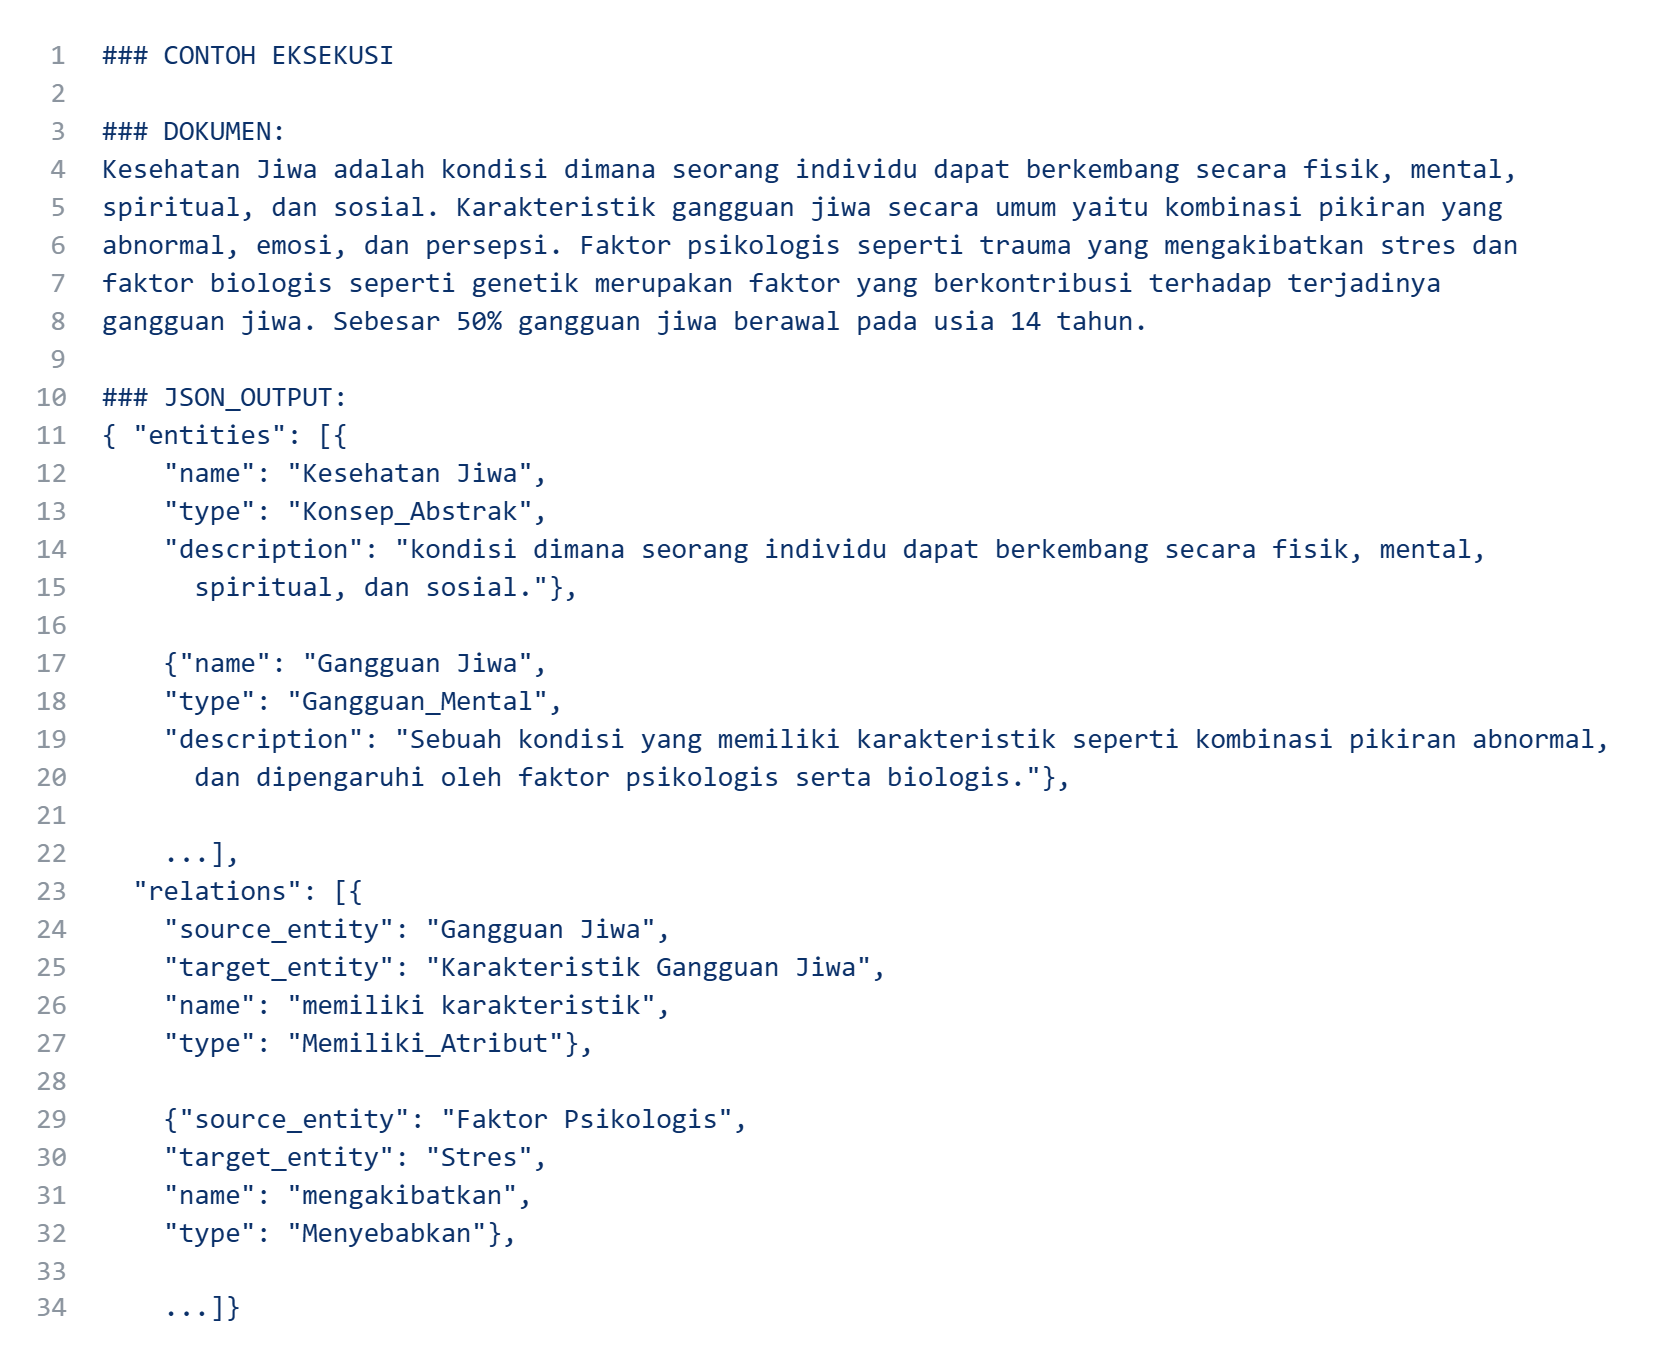 1 ### CONTOH EKSEKUSI
2
3 ### DOKUMEN:
4 Kesehatan Jiwa adalah kondisi dimana seorang individu dapat berkembang secara fisik, mental,
5 spiritual, dan sosial. Karakteristik gangguan jiwa secara umum yaitu kombinasi pikiran yang
6 abnormal, emosi, dan persepsi. Faktor psikologis seperti trauma yang mengakibatkan stres dan
7 faktor biologis seperti genetik merupakan faktor yang berkontribusi terhadap terjadinya
8 gangguan jiwa. Sebesar 50% gangguan jiwa berawal pada usia 14 tahun.
9
10 ### JSON_OUTPUT:
11 { "entities": [{
12     "name": "Kesehatan Jiwa",
13     "type": "Konsep_Abstrak",
14     "description": "kondisi dimana seorang individu dapat berkembang secara fisik, mental,
15       spiritual, dan sosial."},
16
17     {"name": "Gangguan Jiwa",
18     "type": "Gangguan_Mental",
19     "description": "Sebuah kondisi yang memiliki karakteristik seperti kombinasi pikiran abnormal,
20       dan dipengaruhi oleh faktor psikologis serta biologis."},
21
22     ...],
23   "relations": [{
24     "source_entity": "Gangguan Jiwa",
25     "target_entity": "Karakteristik Gangguan Jiwa",
26     "name": "memiliki karakteristik",
27     "type": "Memiliki_Atribut"},
28
29     {"source_entity": "Faktor Psikologis",
30     "target_entity": "Stres",
31     "name": "mengakibatkan",
32     "type": "Menyebabkan"},
33
34     ...]}